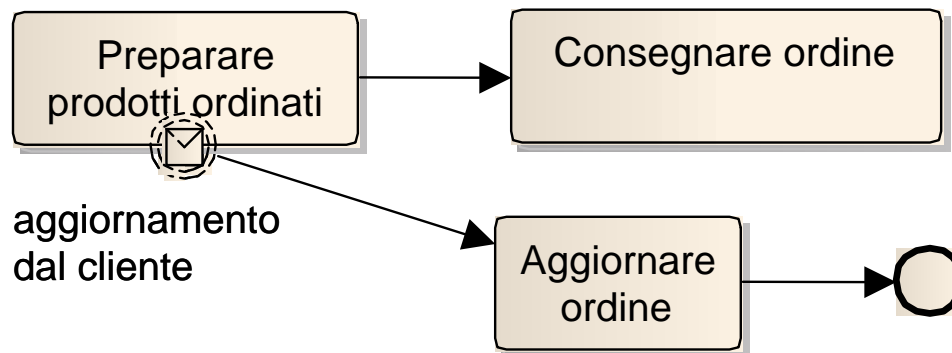 Preparare
prodotti ordinati
Consegnare ordine
aggiornamento
dal cliente
Aggiornare
ordine